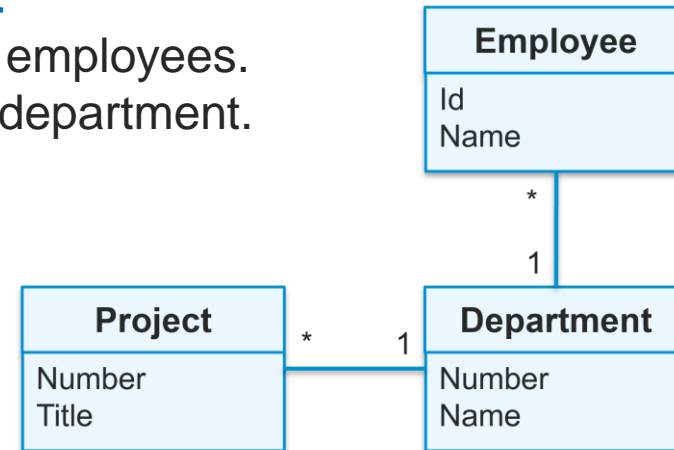 employees.
department.
Employee
Id
Name
*
1
Project
Number
Title
*
1
Department
Number
Name